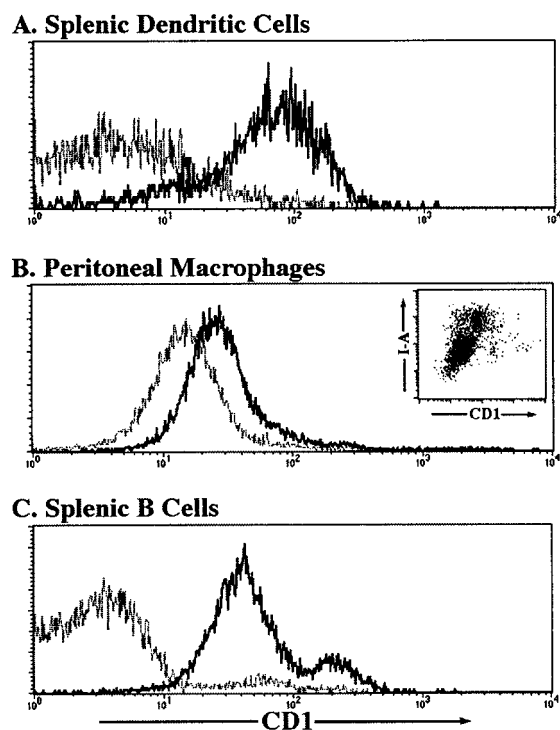 A. Splenic Dendritic Cells
10⁰ 10¹ 10² 10³ 10⁴
B. Peritoneal Macrophages
I-A
CD1
10⁰ 10¹ 10² 10³ 10⁴
C. Splenic B Cells
10⁰ 10¹ 10² 10³ 10⁴
CD1